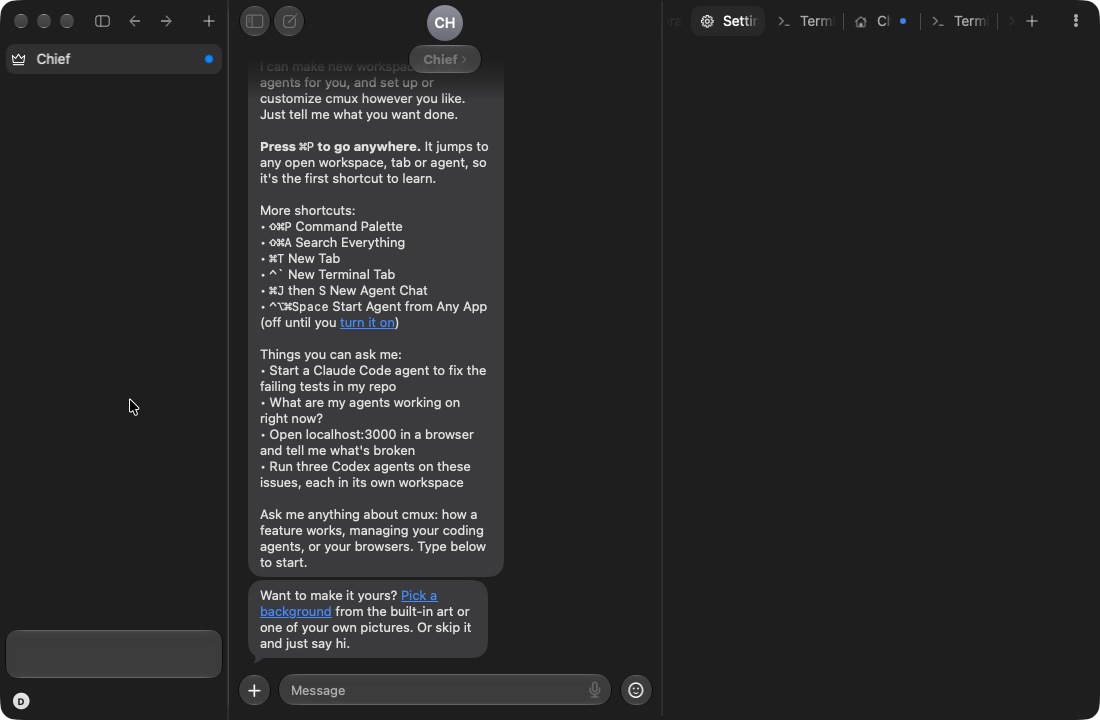 Chief
CH
Chief ›
I can make new workspac
agents for you, and set up or
customize cmux however you like.
Just tell me what you want done.
Press ⌘P to go anywhere. It jumps to
any open workspace, tab or agent, so
it's the first shortcut to learn.
More shortcuts:
• ⇧⌘P Command Palette
• ⇧⌘A Search Everything
• ⌘T New Tab
• ^` New Terminal Tab
• ⌘J then S New Agent Chat
• ^⌥⌘Space Start Agent from Any App
(off until you turn it on)
Things you can ask me:
• Start a Claude Code agent to fix the
failing tests in my repo
• What are my agents working on
right now?
• Open localhost:3000 in a browser
and tell me what's broken
• Run three Codex agents on these
issues, each in its own workspace
Ask me anything about cmux: how a
feature works, managing your coding
agents, or your browsers. Type below
to start.
Want to make it yours? Pick a
background from the built-in art or
one of your own pictures. Or skip it
and just say hi.
Message
D
Settin
Termi
Ch
Termi